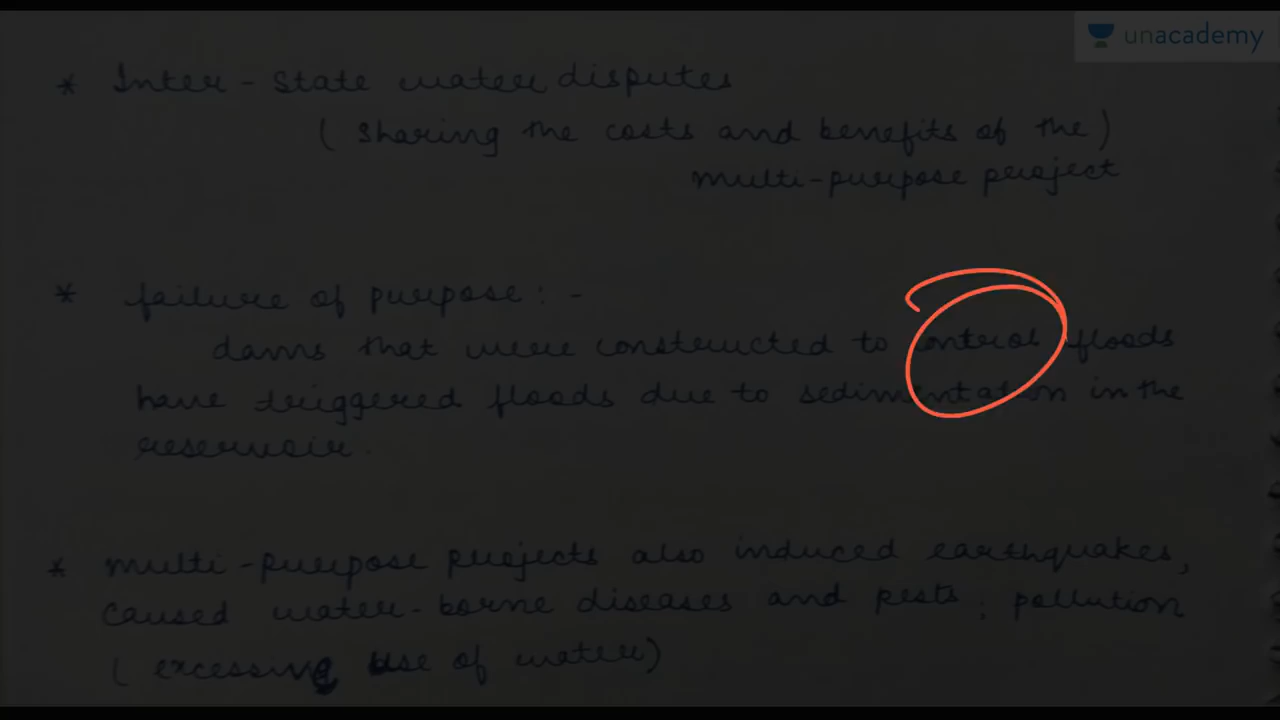 unacademy
* Inter - State water disputes
( sharing the costs and benefits of the )
multi-purpose project
* failure of purpose : -
dams that were constructed to control floods
have triggered floods due to sedimentation in the
reservoir.
* multi-purpose projects also induced earthquakes,
caused water-borne diseases and pests, pollution
( excessive use of water)